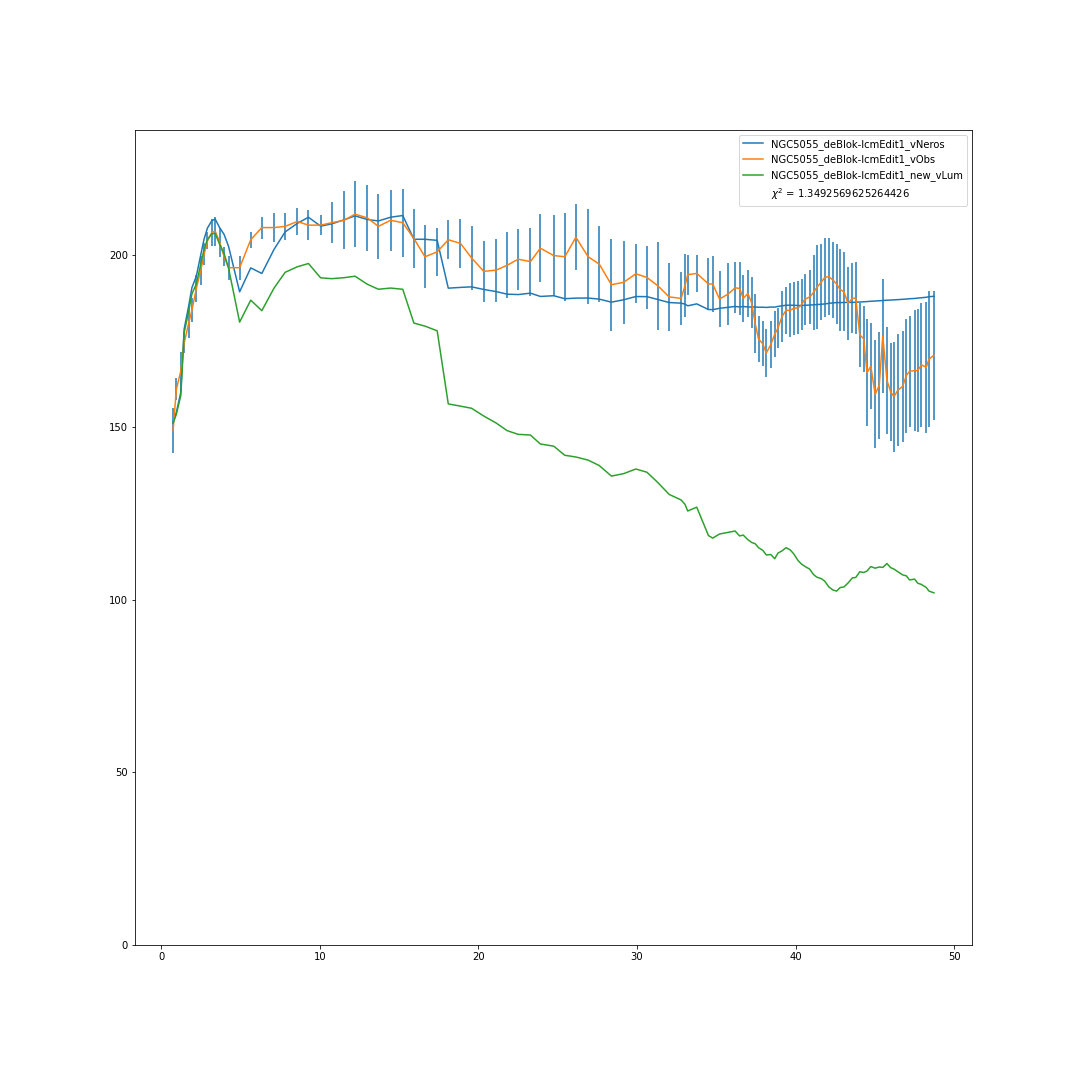 NGC5055_deBlok-lcmEdit1_vNeros
NGC5055_deBlok-lcmEdit1_vObs
NGC5055_deBlok-lcmEdit1_new_vLum
χ² = 1.3492569625264426
200
150
100
50
0
0 10 20 30 40 50